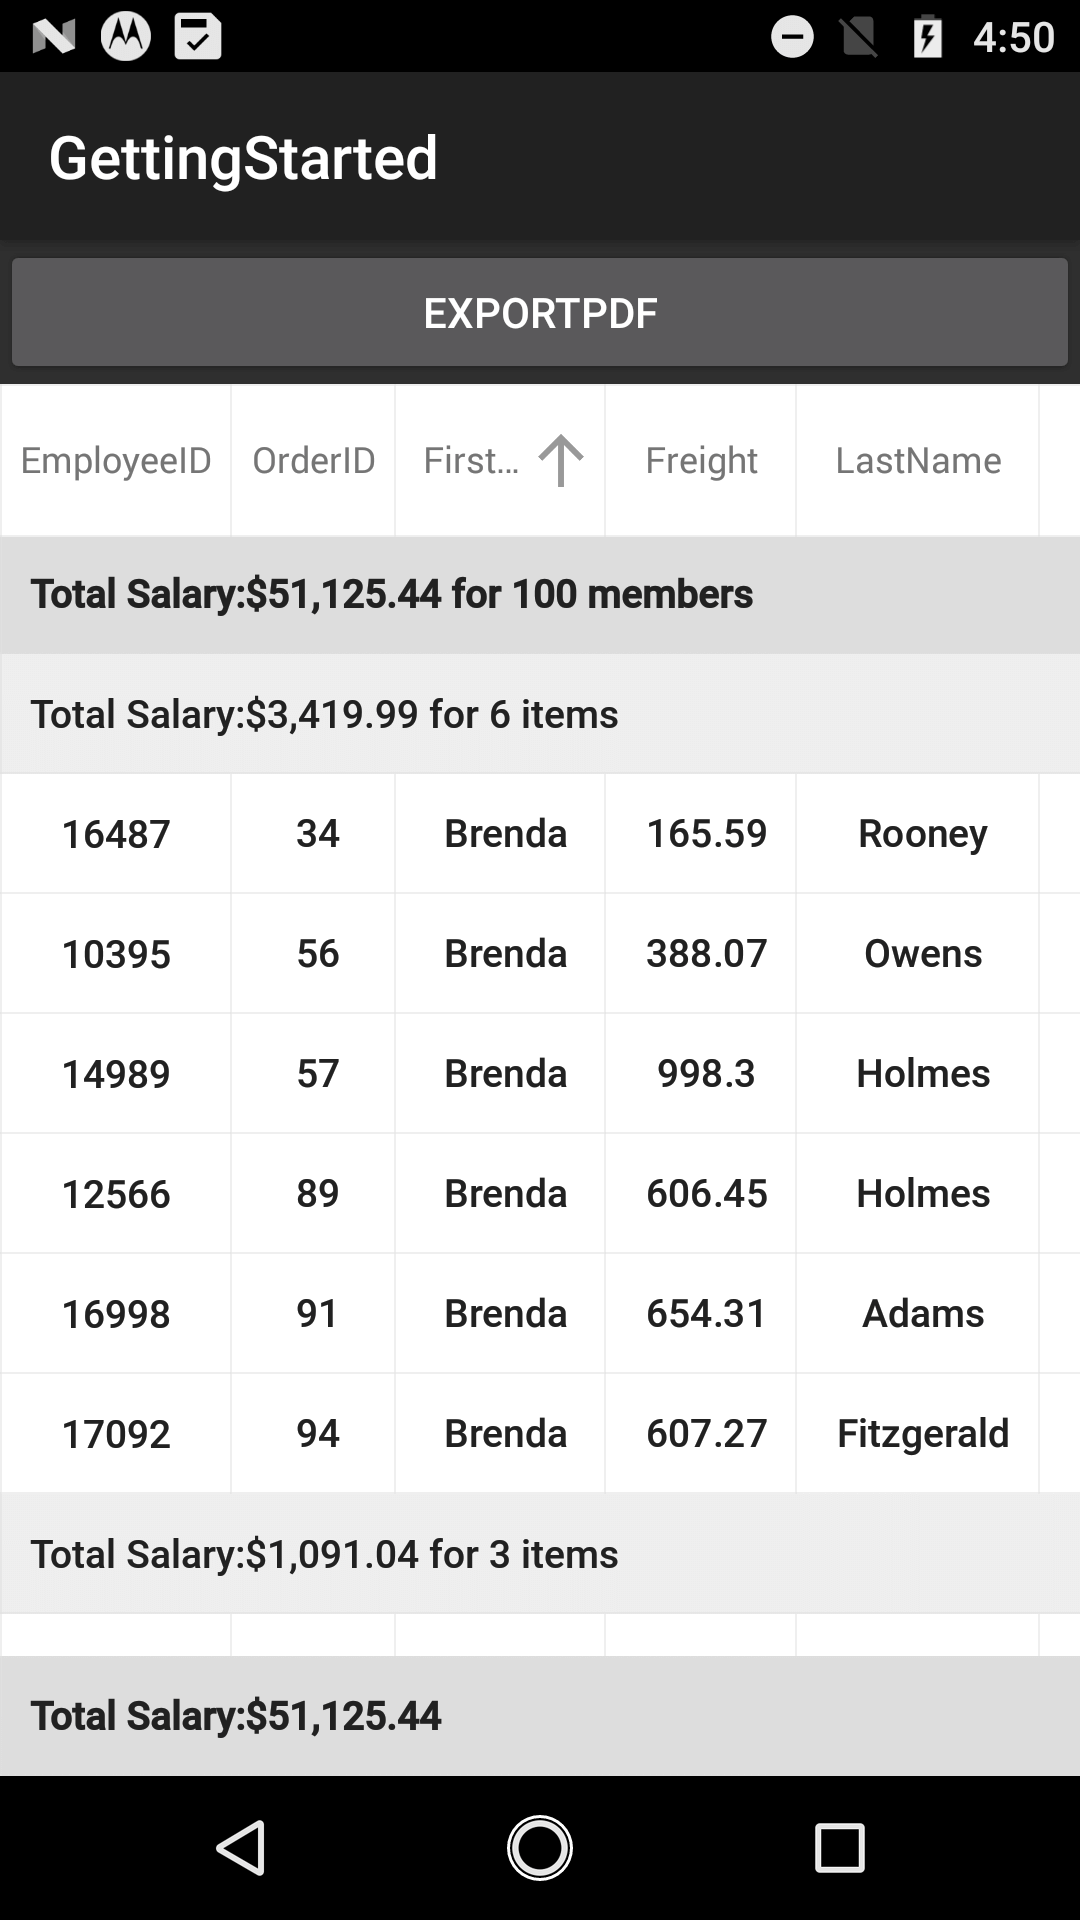 4:50
GettingStarted
EXPORTPDF
EmployeeID OrderID First... Freight LastName
Total Salary:$51,125.44 for 100 members
Total Salary:$3,419.99 for 6 items
16487 34 Brenda 165.59 Rooney
10395 56 Brenda 388.07 Owens
14989 57 Brenda 998.3 Holmes
12566 89 Brenda 606.45 Holmes
16998 91 Brenda 654.31 Adams
17092 94 Brenda 607.27 Fitzgerald
Total Salary:$1,091.04 for 3 items
Total Salary:$51,125.44